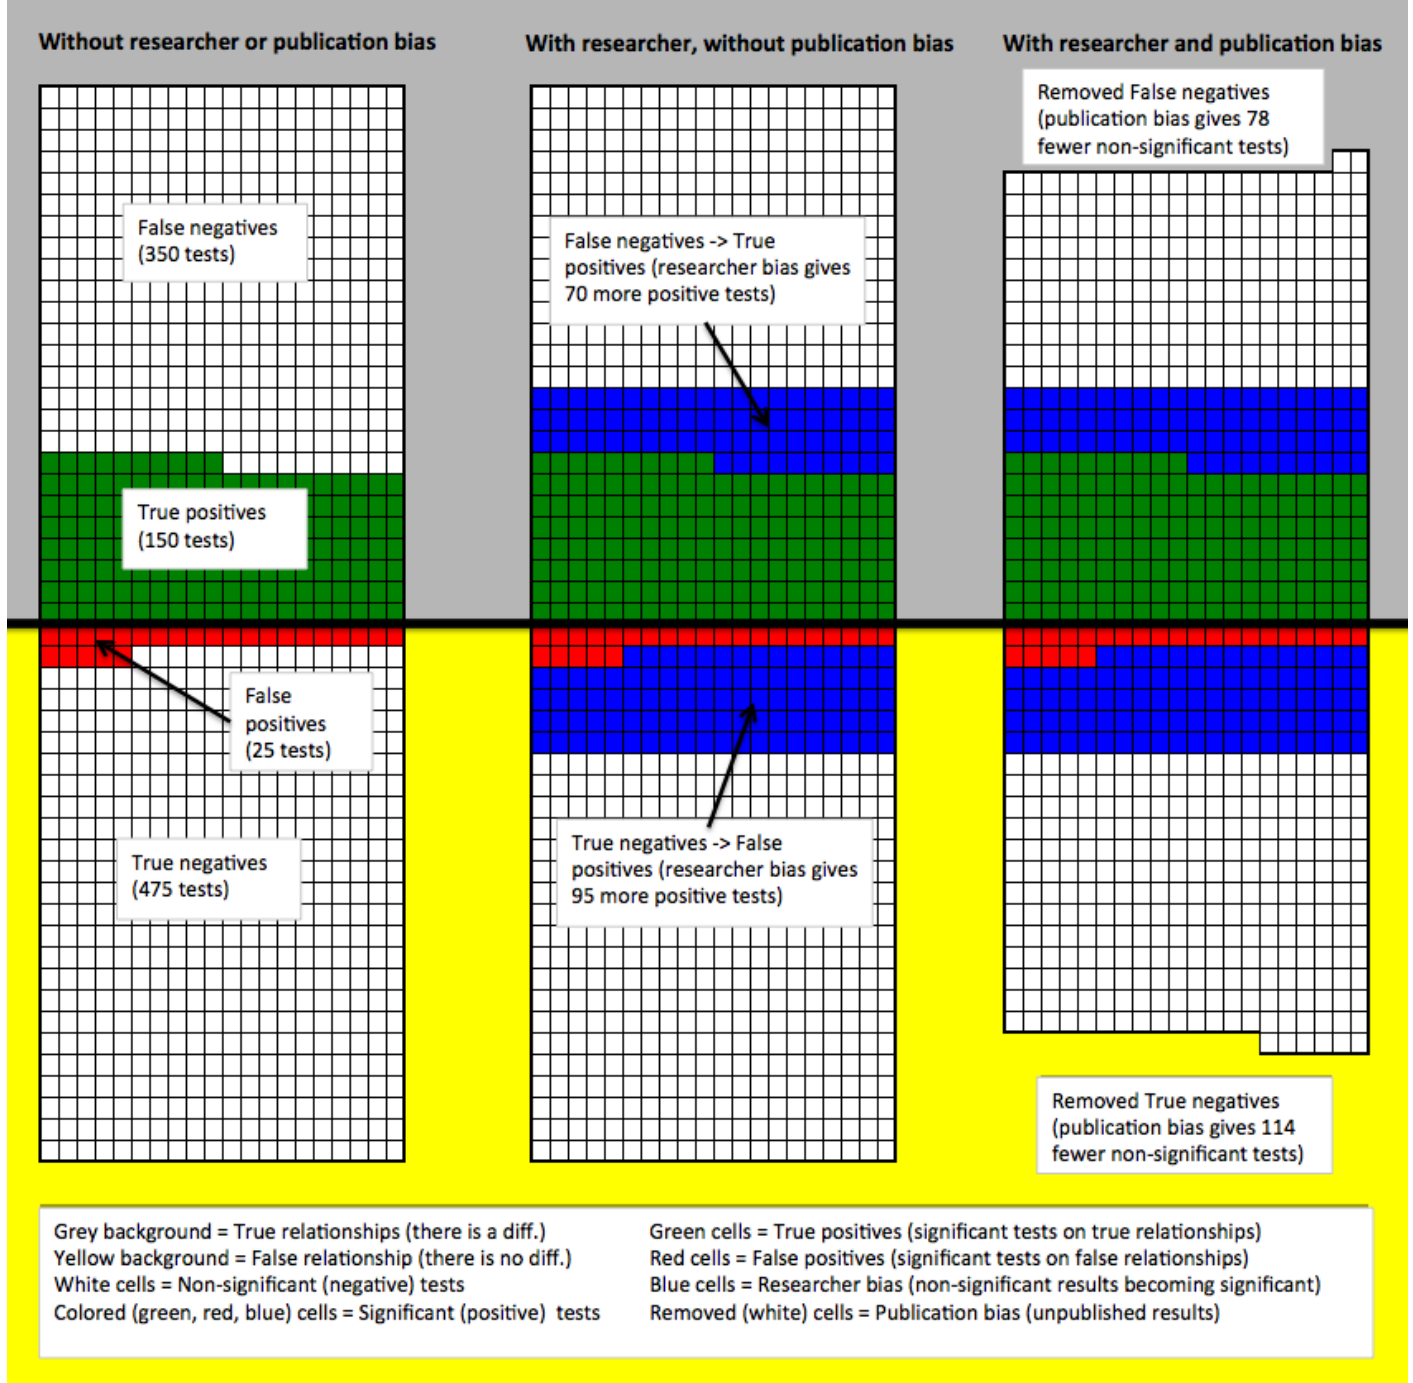 Without researcher or publication bias
With researcher, without publication bias
With researcher and publication bias
False negatives
(350 tests)
True positives
(150 tests)
False
positives
(25 tests)
True negatives
(475 tests)
False negatives -> True
positives (researcher bias gives
70 more positive tests)
True negatives -> False
positives (researcher bias gives
95 more positive tests)
Removed False negatives
(publication bias gives 78
fewer non-significant tests)
Removed True negatives
(publication bias gives 114
fewer non-significant tests)
Grey background = True relationships (there is a diff.)
Yellow background = False relationship (there is no diff.)
White cells = Non-significant (negative) tests
Colored (green, red, blue) cells = Significant (positive) tests
Green cells = True positives (significant tests on true relationships)
Red cells = False positives (significant tests on false relationships)
Blue cells = Researcher bias (non-significant results becoming significant)
Removed (white) cells = Publication bias (unpublished results)